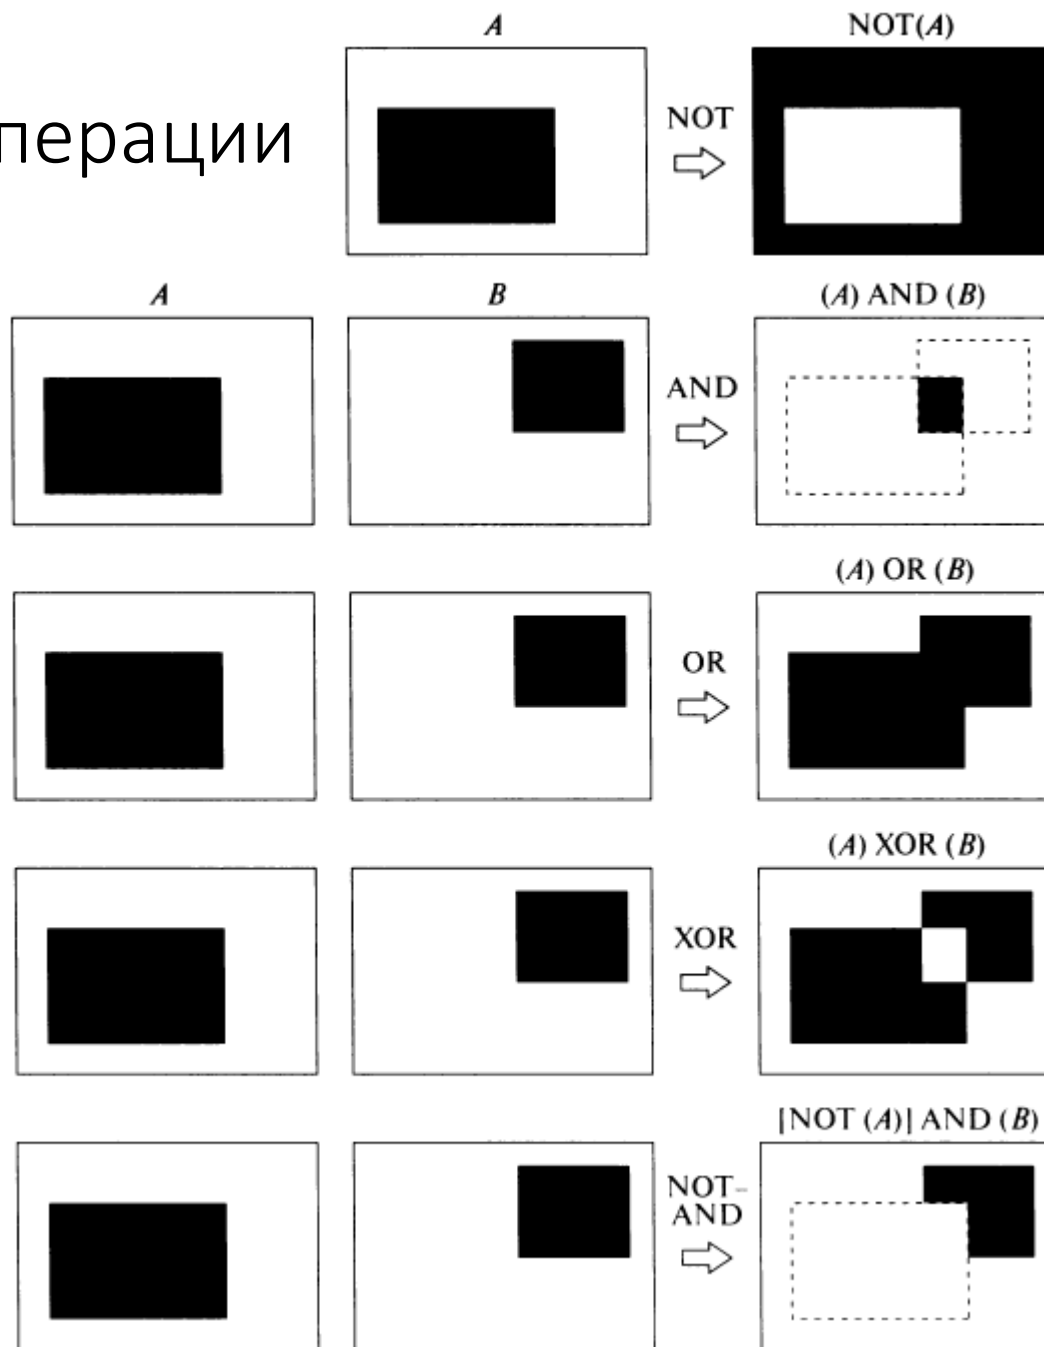 A
NOT(A)
NOT
перации
A
B
(A) AND (B)
AND
(A) OR (B)
OR
(A) XOR (B)
XOR
[NOT (A)] AND (B)
NOT–
AND